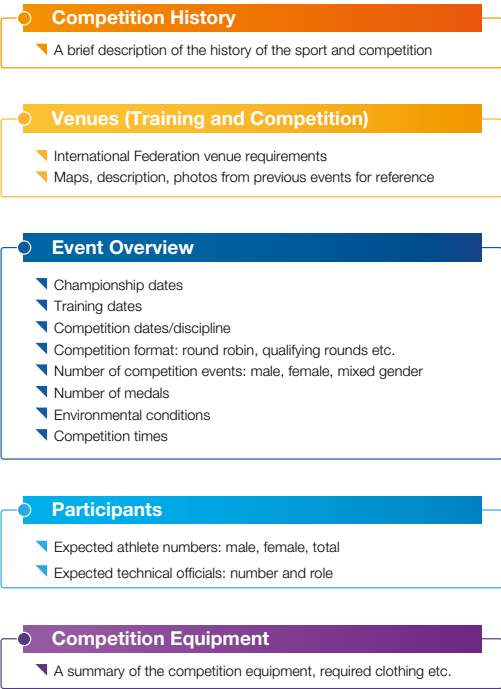 Competition History
A brief description of the history of the sport and competition
Venues (Training and Competition)
International Federation venue requirements
Maps, description, photos from previous events for reference
Event Overview
Championship dates
Training dates
Competition dates/discipline
Competition format: round robin, qualifying rounds etc.
Number of competition events: male, female, mixed gender
Number of medals
Environmental conditions
Competition times
Participants
Expected athlete numbers: male, female, total
Expected technical officials: number and role
Competition Equipment
A summary of the competition equipment, required clothing etc.